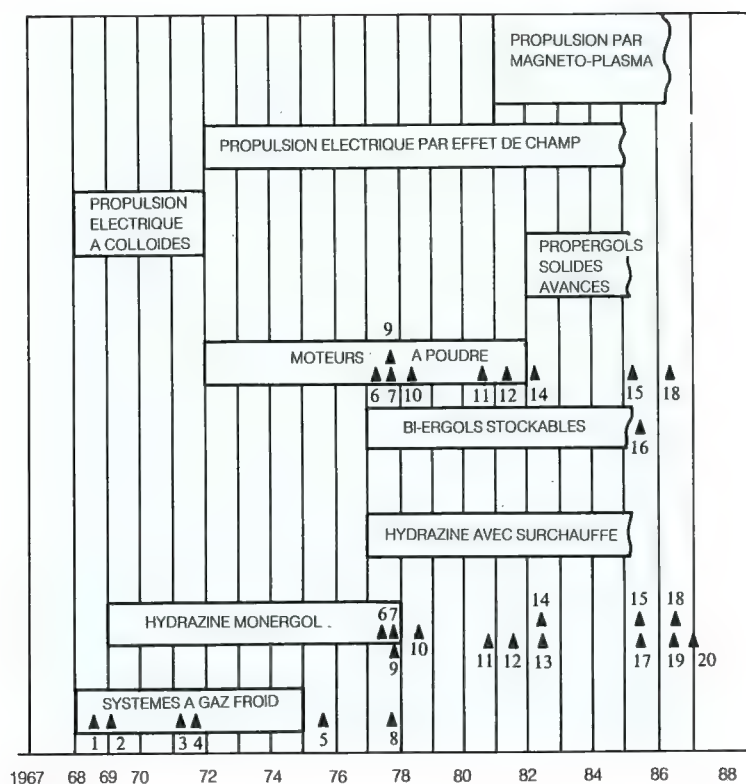 PROPULSION PAR
MAGNETO-PLASMA
PROPULSION ELECTRIQUE PAR EFFET DE CHAMP
PROPULSION
ELECTRIQUE
A COLLOIDES
PROPERGOLS
SOLIDES
AVANCES
9
MOTEURS A POUDRE
6 7 10 11 12 14 15 18
BI-ERGOLS STOCKABLES
16
HYDRAZINE AVEC SURCHAUFFE
14 15 18
HYDRAZINE MONERGOL . 67
9 10 11 12 13 17 19 20
SYSTEMES A GAZ FROID
1 2 3 4 5 8
1967 68 69 70 72 74 76 78 80 82 84 86 88